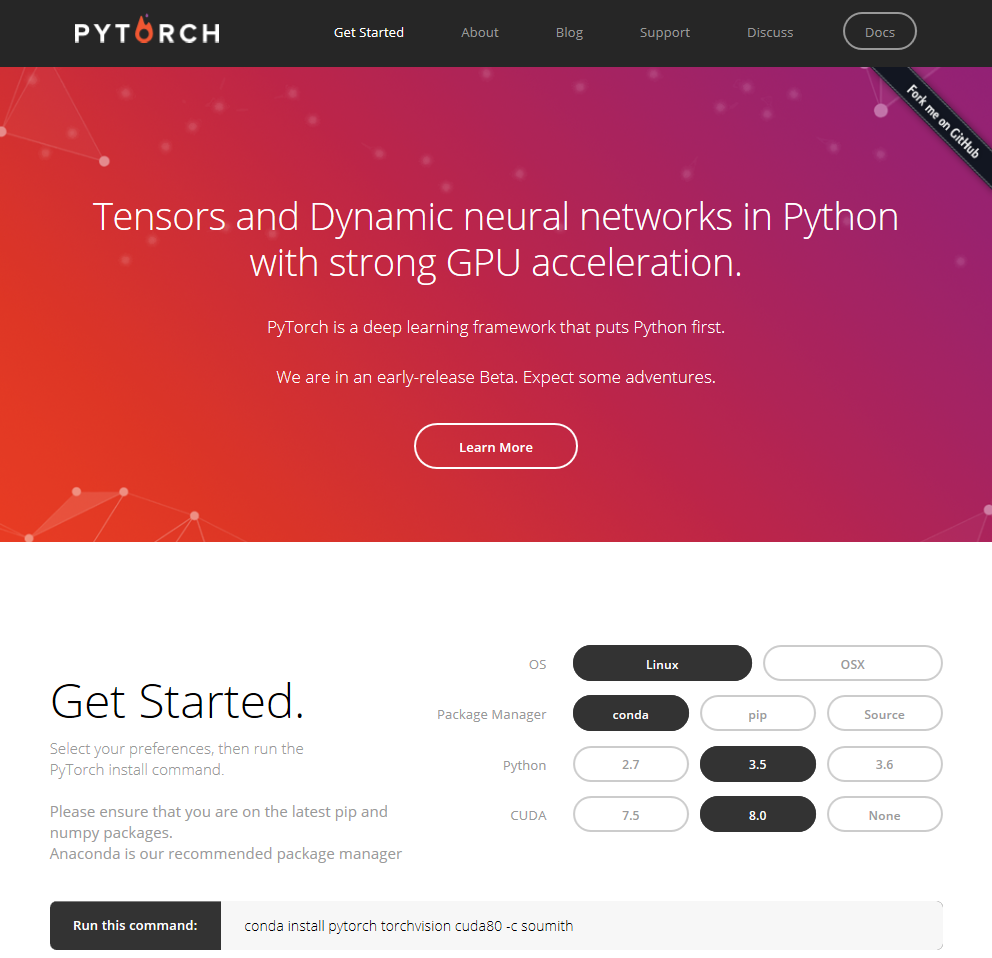 PYTORCH
Get Started
About
Blog
Support
Discuss
Docs
Fork me on GitHub
Tensors and Dynamic neural networks in Python
with strong GPU acceleration.
PyTorch is a deep learning framework that puts Python first.
We are in an early-release Beta. Expect some adventures.
Learn More
Get Started.
Select your preferences, then run the
PyTorch install command.
Please ensure that you are on the latest pip and
numpy packages.
Anaconda is our recommended package manager
OS
Linux
OSX
Package Manager
conda
pip
Source
Python
2.7
3.5
3.6
CUDA
7.5
8.0
None
Run this command:
conda install pytorch torchvision cuda80 -c soumith